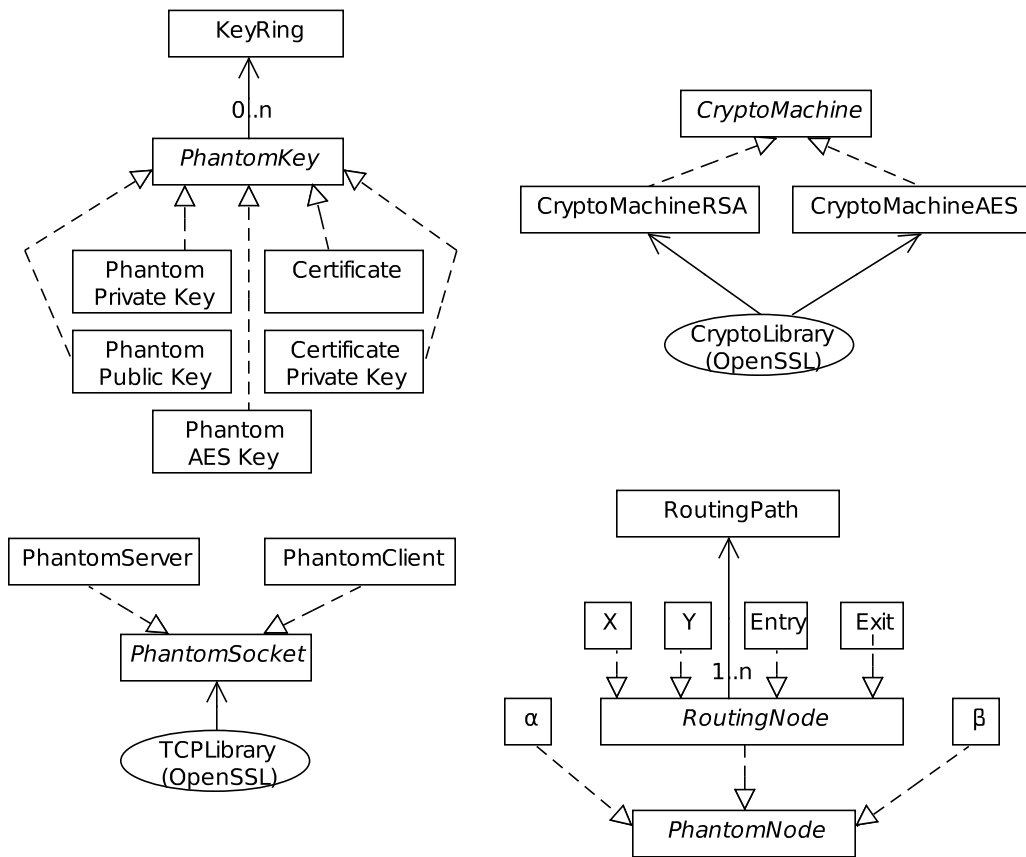 KeyRing
0..n
PhantomKey
Phantom
Private Key
Certificate
Phantom
Public Key
Certificate
Private Key
Phantom
AES Key
CryptoMachine
CryptoMachineRSA
CryptoMachineAES
CryptoLibrary
(OpenSSL)
PhantomServer
PhantomClient
PhantomSocket
TCPLibrary
(OpenSSL)
RoutingPath
X
Y
Entry
Exit
1..n
α
RoutingNode
β
PhantomNode